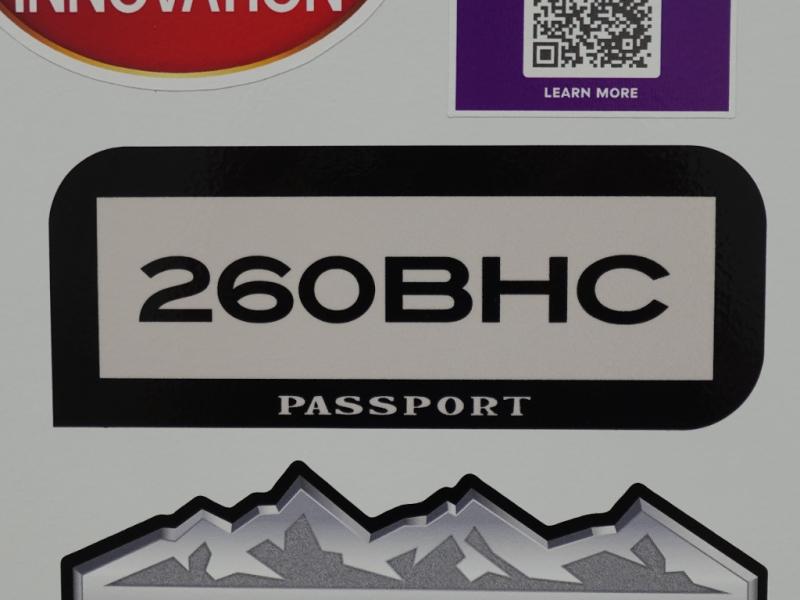 INNOVATION
LEARN MORE
260BHC
PASSPORT